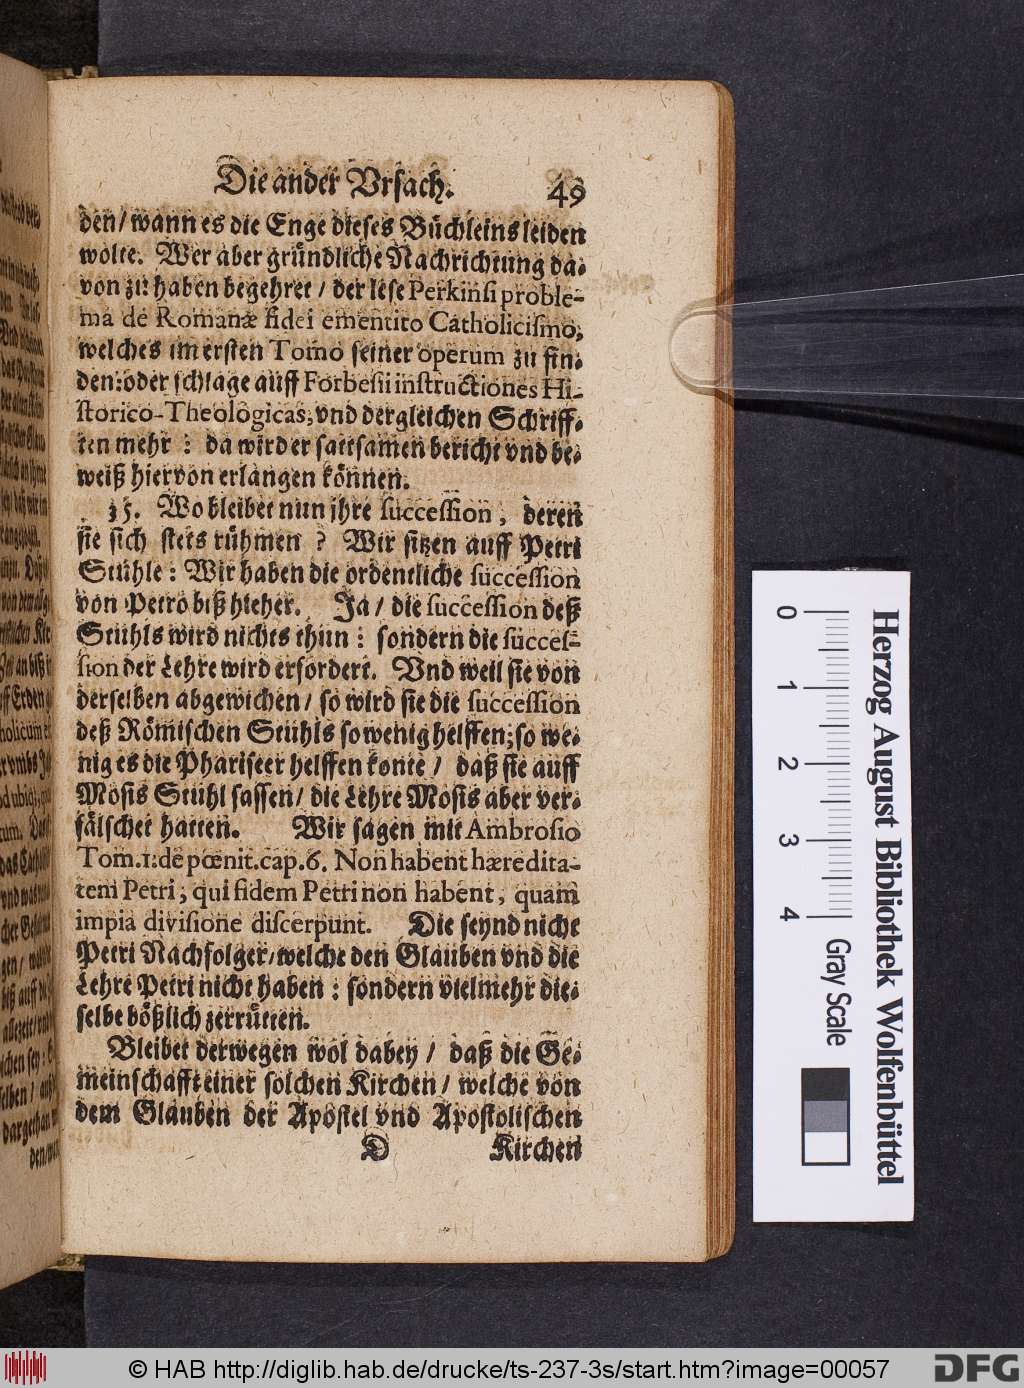 Die ander Vrsach. 49
den/ wann es die Enge dieses Büchleins leiden
wolte. Wer aber gründliche Nachrichtung da-
von zu haben begehret / der lese Perkinsi proble-
ma de Romanæ fidei ementito Catholicismo,
welches im ersten Tomo seiner operum zu fin-
den: oder schlage auff Forbesii instructiones Hi-
storico-Theologicas, vnd dergleichen Schriff-
ten mehr : da wird er sattsamen bericht vnd be-
weiß hiervon erlangen können.
35. Wo bleibet nun jhre succession, deren
sie sich stets rühmen ? Wir sitzen auff Petri
Stühle : Wir haben die ordentliche succession
von Petro biß hieher. Ja / die succession deß
Stuhls wird nichts thun : sondern die succes-
sion der Lehre wird erfordert. Vnd weil sie von
derselben abgewichen / so wird sie die succession
deß Römischen Stuhls so wenig helffen; so we-
nig es die Phariseer helffen konte / daß sie auff
Mosis Stuhl sassen/ die Lehre Mosis aber ver-
fälschet hatten. Wir sagen mit Ambrosio
Tom. 1. de pœnit. cap. 6. Non habent hæredita-
tem Petri, qui fidem Petri non habent, quam
impia divisione discerpunt. Die seynd nicht
Petri Nachfolger/ welche den Glauben vnd die
Lehre Petri nicht haben : sondern vielmehr die-
selbe bößlich zerrütten.
Bleibet derwegen wol dabey / daß die Ge-
meinschafft einer solchen Kirchen / welche von
dem Glauben der Apostel vnd Apostolischen
D Kirchen
Herzog August Bibliothek Wolfenbüttel
0 1 2 3 4 Gray Scale
© HAB http://diglib.hab.de/drucke/ts-237-3s/start.htm?image=00057
DFG